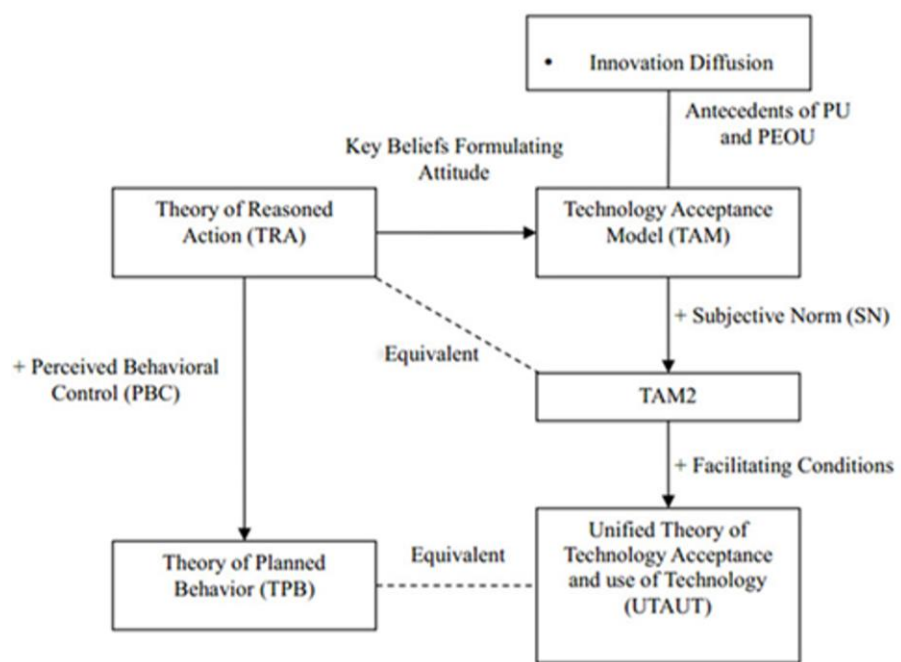 • Innovation Diffusion
Antecedents of PU
and PEOU
Key Beliefs Formulating
Attitude
Theory of Reasoned
Action (TRA)
Technology Acceptance
Model (TAM)
+ Subjective Norm (SN)
Equivalent
+ Perceived Behavioral
Control (PBC)
TAM2
+ Facilitating Conditions
Theory of Planned
Behavior (TPB)
Equivalent
Unified Theory of
Technology Acceptance
and use of Technology
(UTAUT)